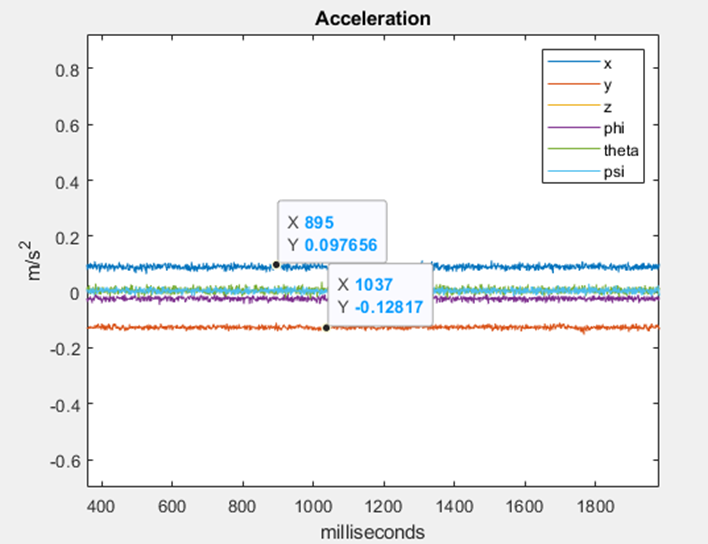 Acceleration
0.8
0.6
0.4
0.2
0
-0.2
-0.4
-0.6
m/s²
x
y
z
phi
theta
psi
X 895
Y 0.097656
X 1037
Y -0.12817
400 600 800 1000 1200 1400 1600 1800
milliseconds